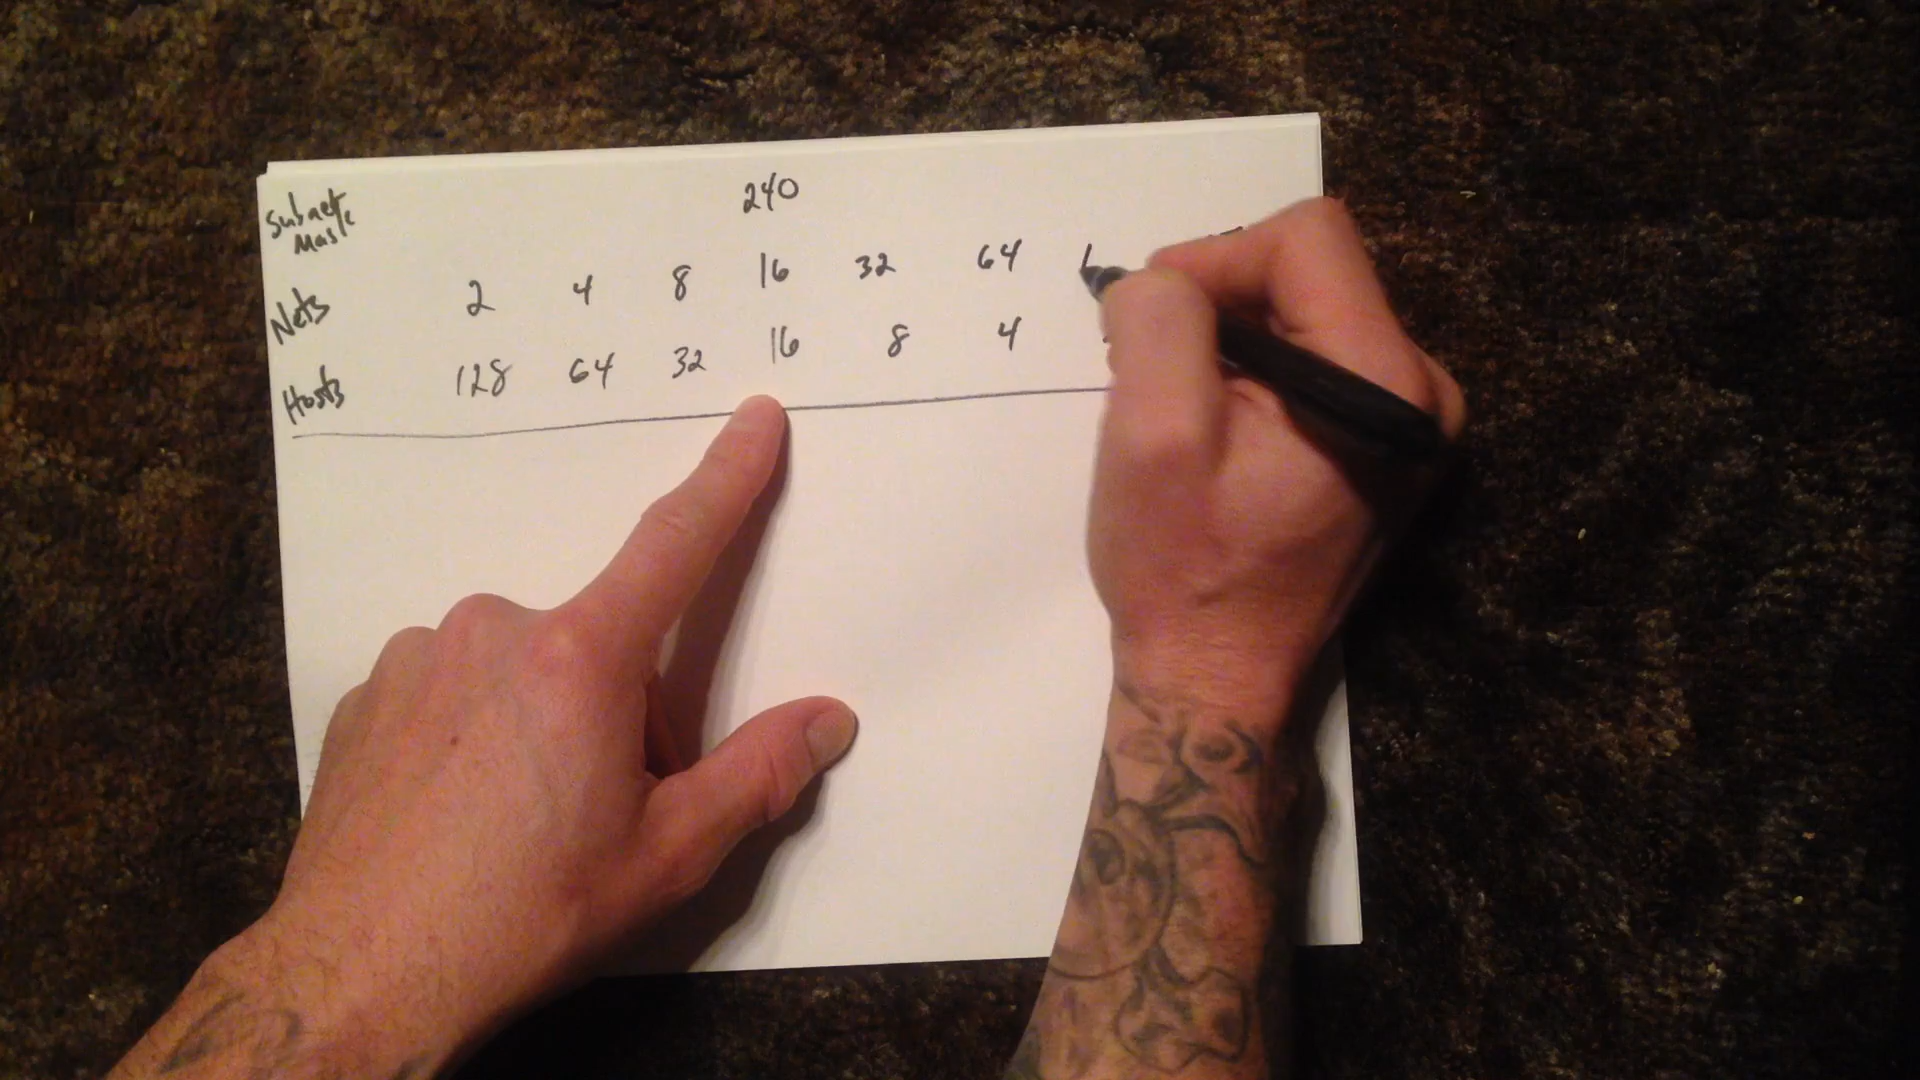 240
Subnet
Mask
Nets 2 4 8 16 32 64
Hosts 128 64 32 16 8 4